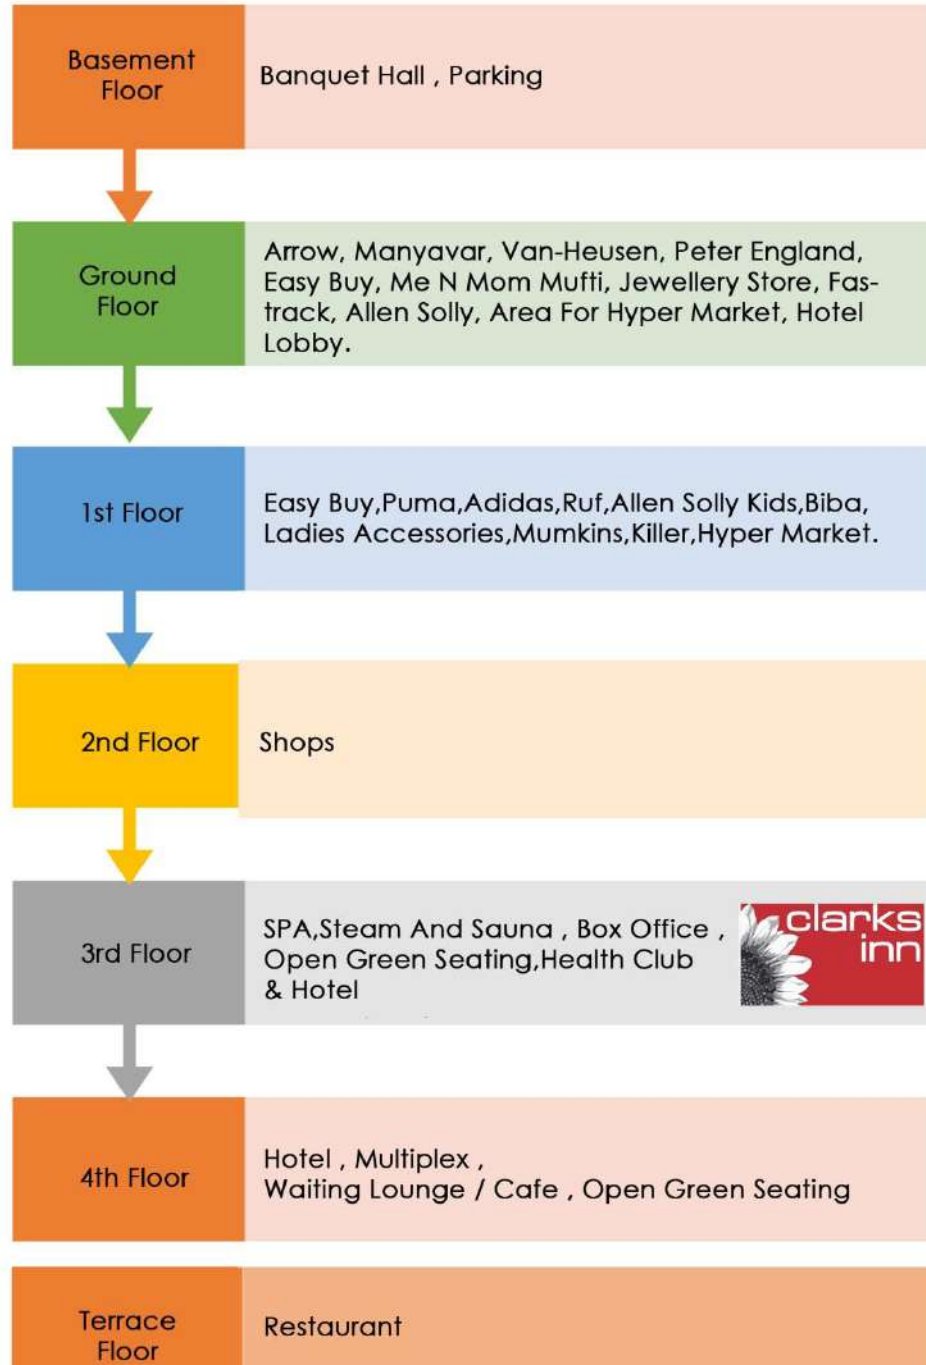 Basement
Floor
Banquet Hall , Parking
Ground
Floor
Arrow, Manyavar, Van-Heusen, Peter England,
Easy Buy, Me N Mom Mufti, Jewellery Store, Fas-
track, Allen Solly, Area For Hyper Market, Hotel
Lobby.
1st Floor
Easy Buy,Puma,Adidas,Ruf,Allen Solly Kids,Biba,
Ladies Accessories,Mumkins,Killer,Hyper Market.
2nd Floor
Shops
3rd Floor
SPA,Steam And Sauna , Box Office ,
Open Green Seating,Health Club
& Hotel
clarks
inn
4th Floor
Hotel , Multiplex ,
Waiting Lounge / Cafe , Open Green Seating
Terrace
Floor
Restaurant